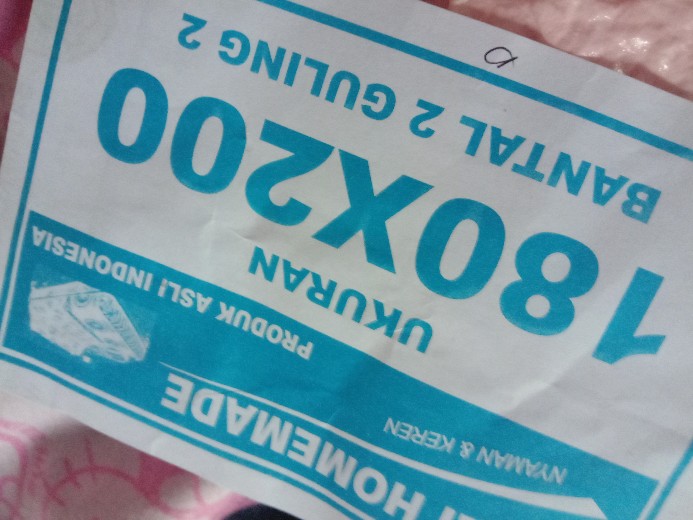 HOMEMADE
NYAMAN & KEREN
PRODUK ASLI INDONESIA
UKURAN
180X200
BANTAL 2 GULING 2
a